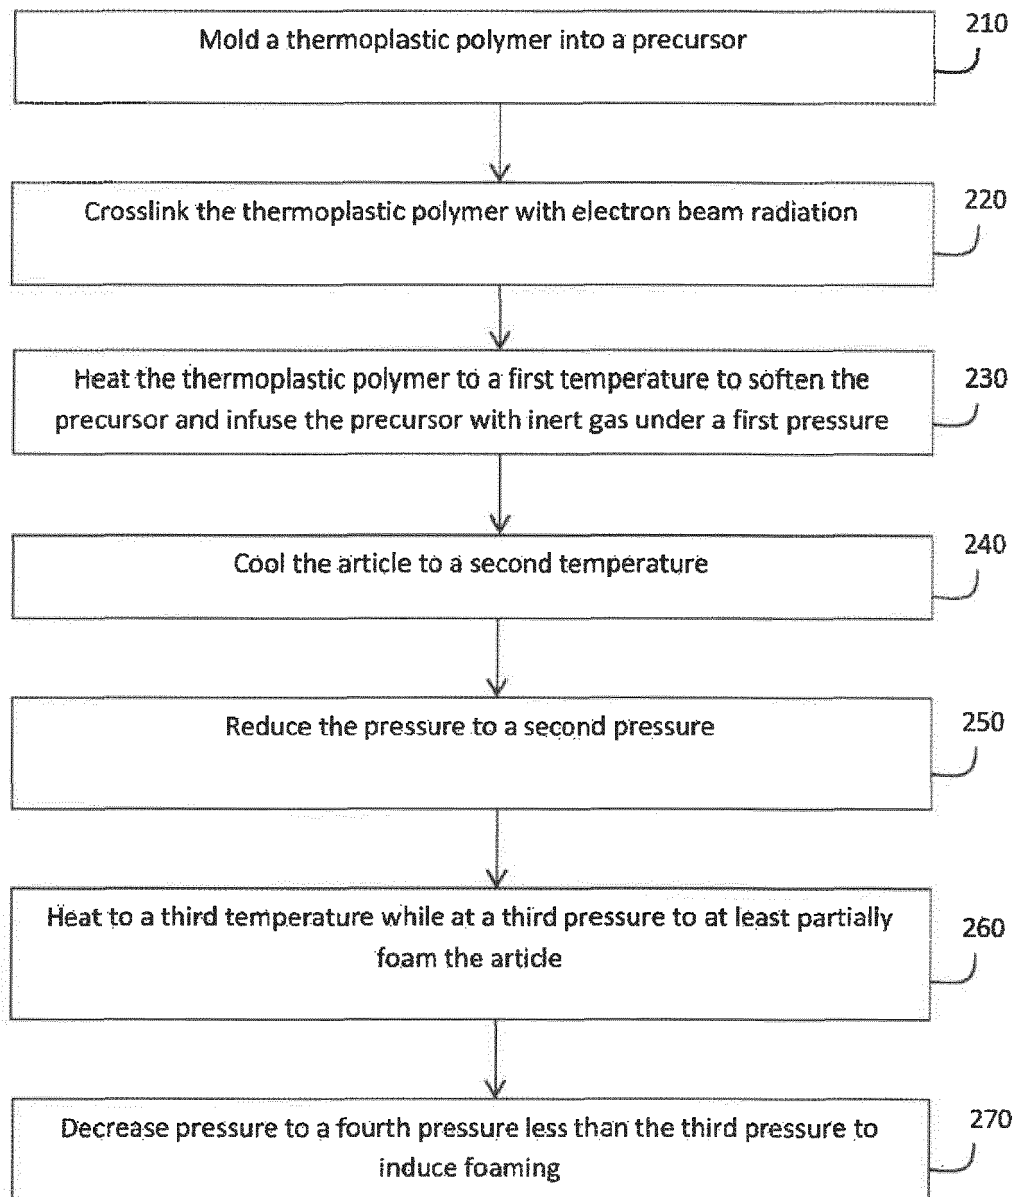 Mold a thermoplastic polymer into a precursor
210
Crosslink the thermoplastic polymer with electron beam radiation
220
Heat the thermoplastic polymer to a first temperature to soften the
precursor and infuse the precursor with inert gas under a first pressure
230
Cool the article to a second temperature
240
Reduce the pressure to a second pressure
250
Heat to a third temperature while at a third pressure to at least partially
foam the article
260
Decrease pressure to a fourth pressure less than the third pressure to
induce foaming
270